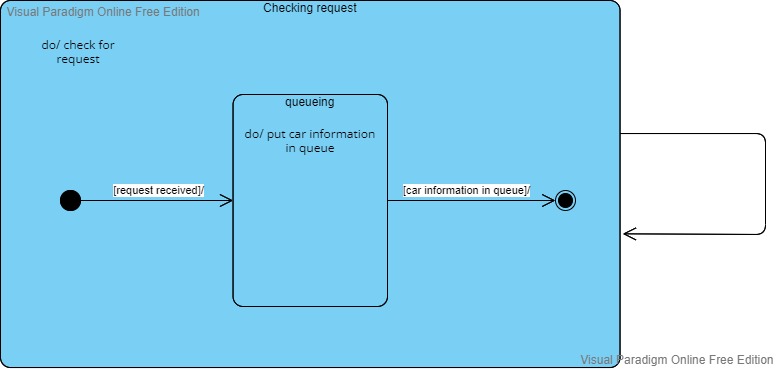 Checking request
Visual Paradigm Online Free Edition
do/ check for
request
queueing
do/ put car information
in queue
[request received]/
[car information in queue]/
Visual Paradigm Online Free Edition